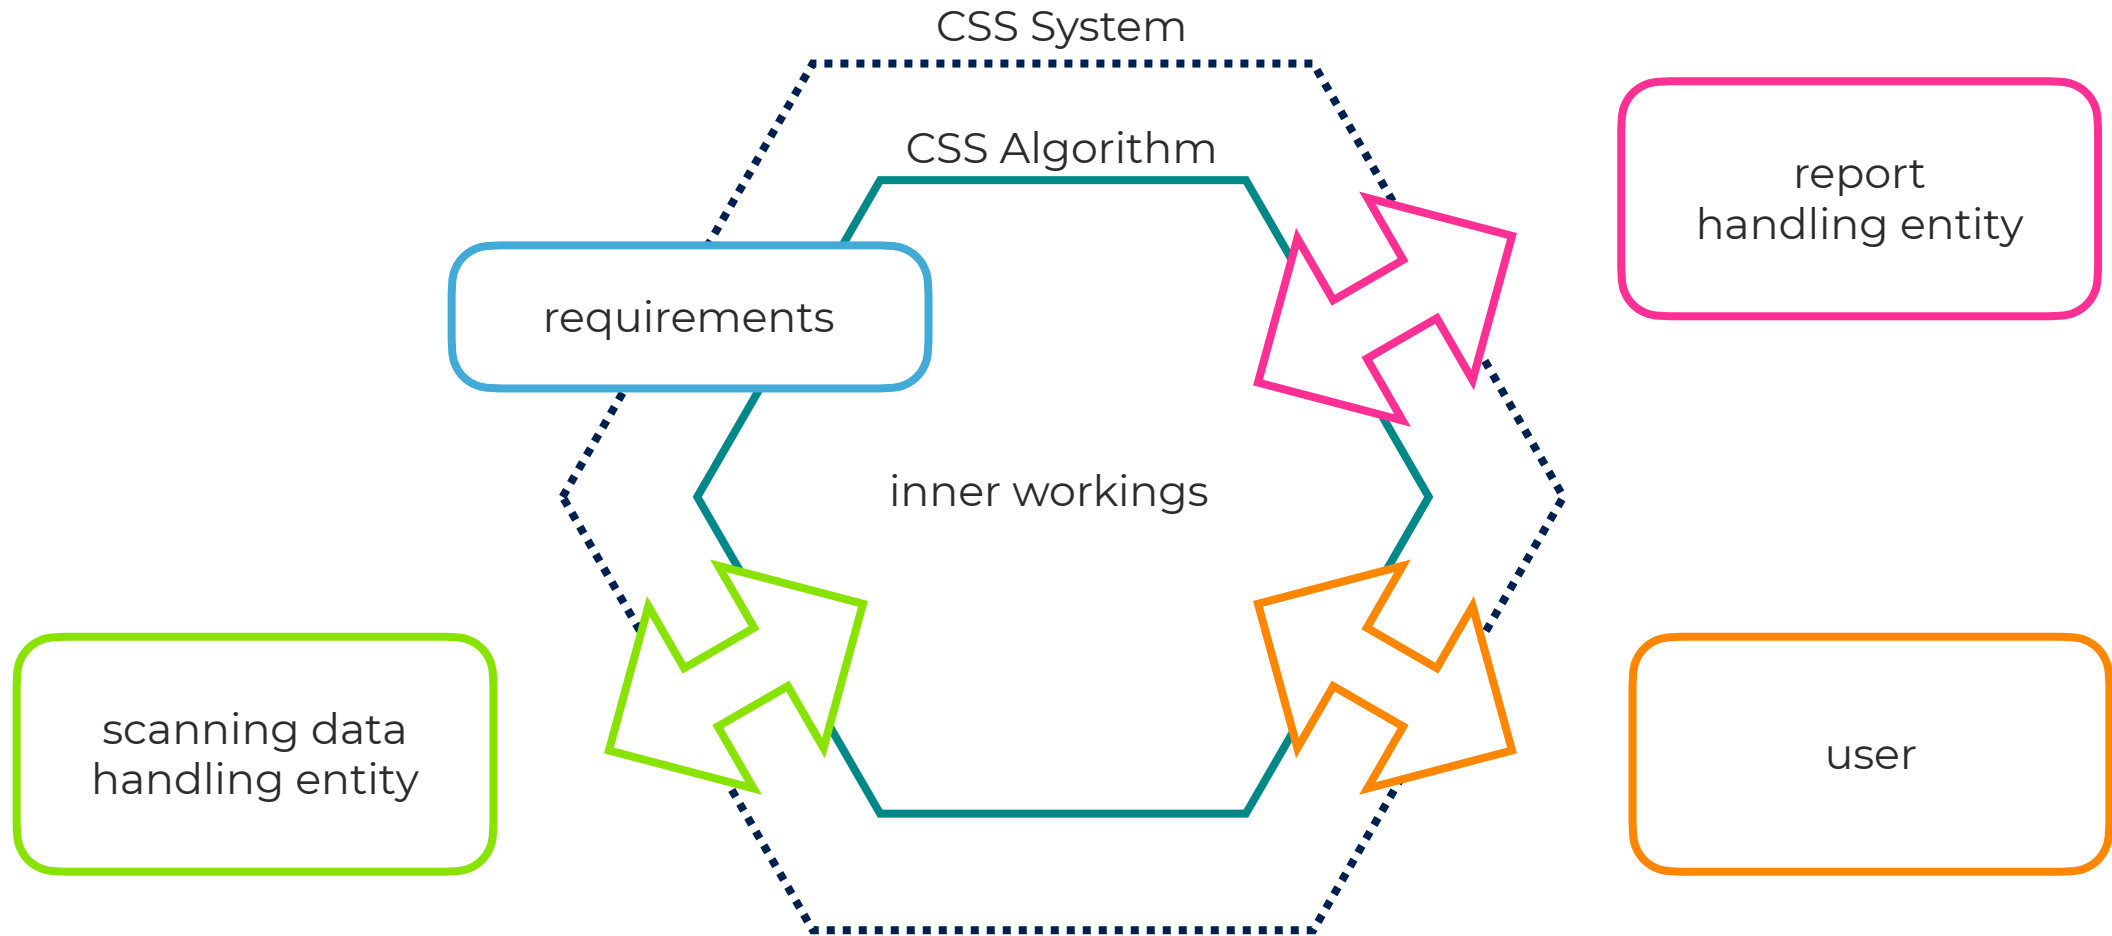 CSS System
CSS Algorithm
report
handling entity
requirements
inner workings
scanning data
handling entity
user